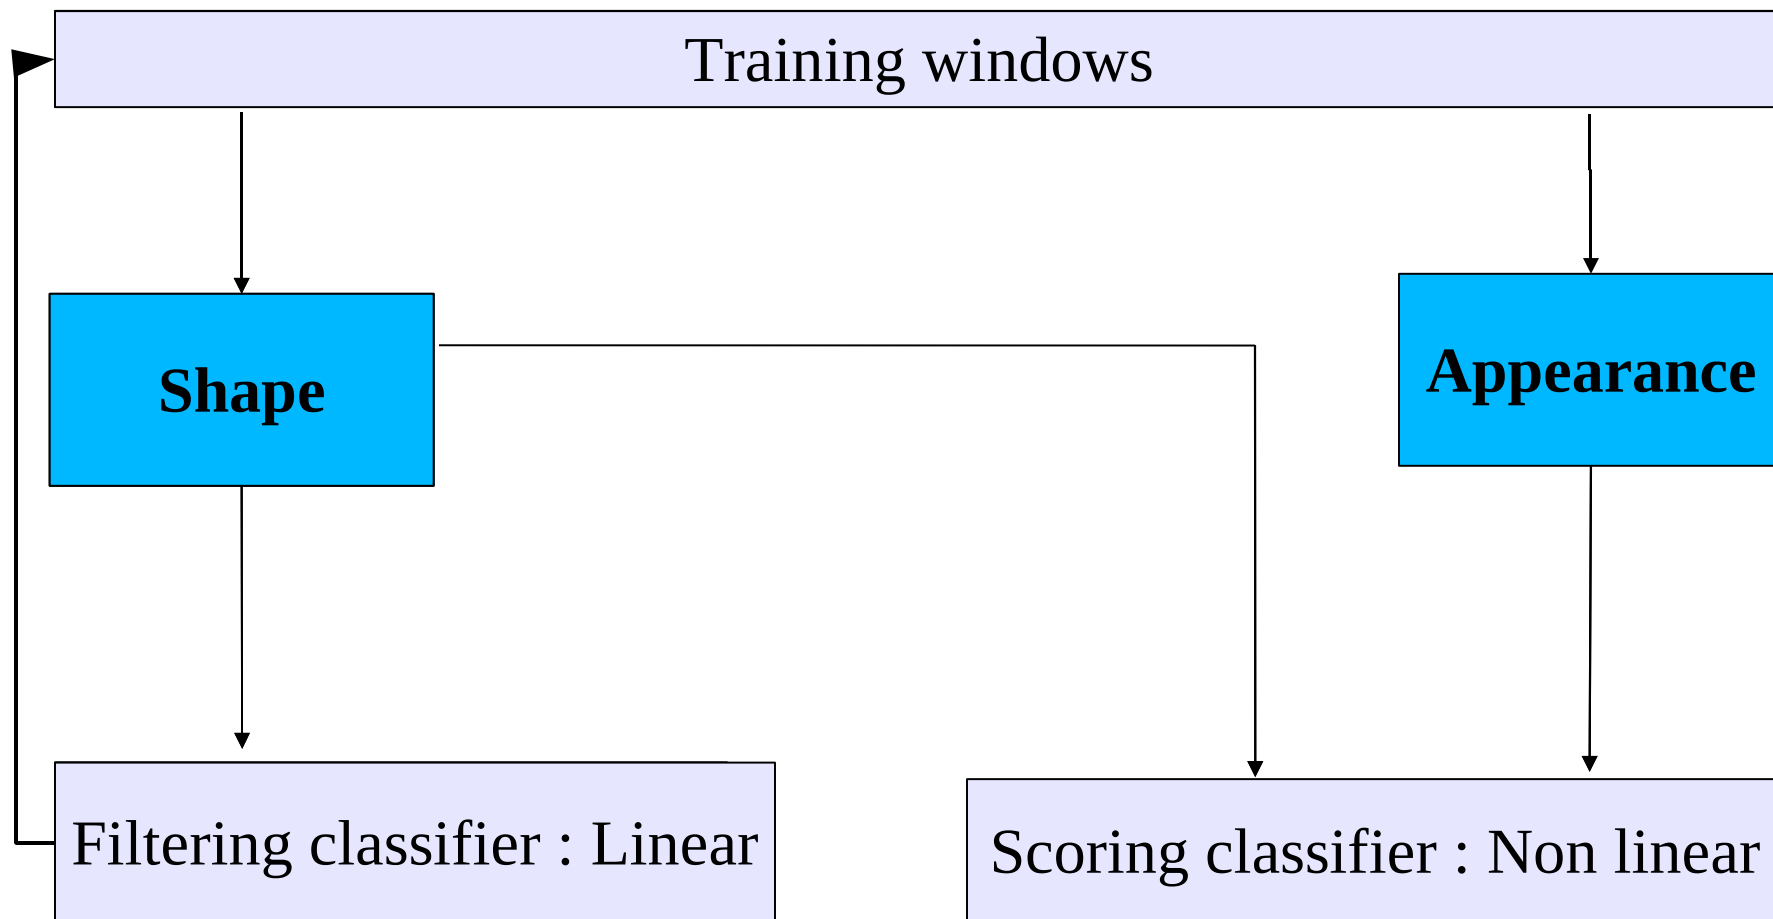 Training windows
Shape
Appearance
Filtering classifier : Linear
Scoring classifier : Non linear